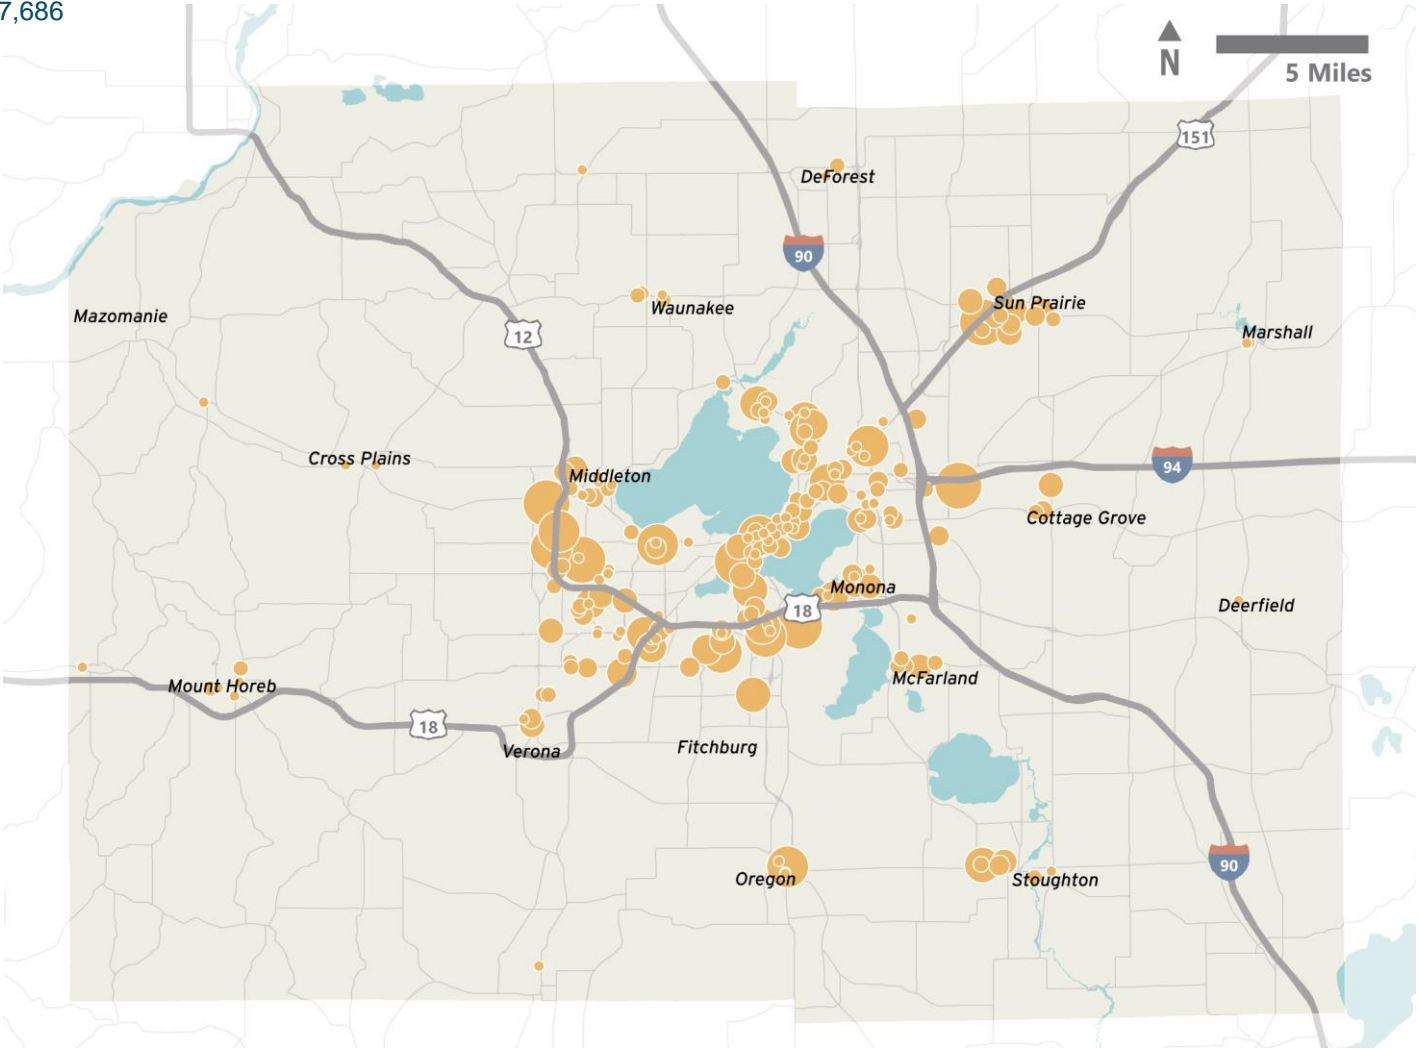 7,686
N
5 Miles
151
DeForest
90
Sun Prairie
Waunakee
Mazomanie
12
Marshall
Cross Plains
94
Middleton
Cottage Grove
Monona
18
Deerfield
McFarland
Mount Horeb
18
Verona
Fitchburg
90
Oregon
Stoughton